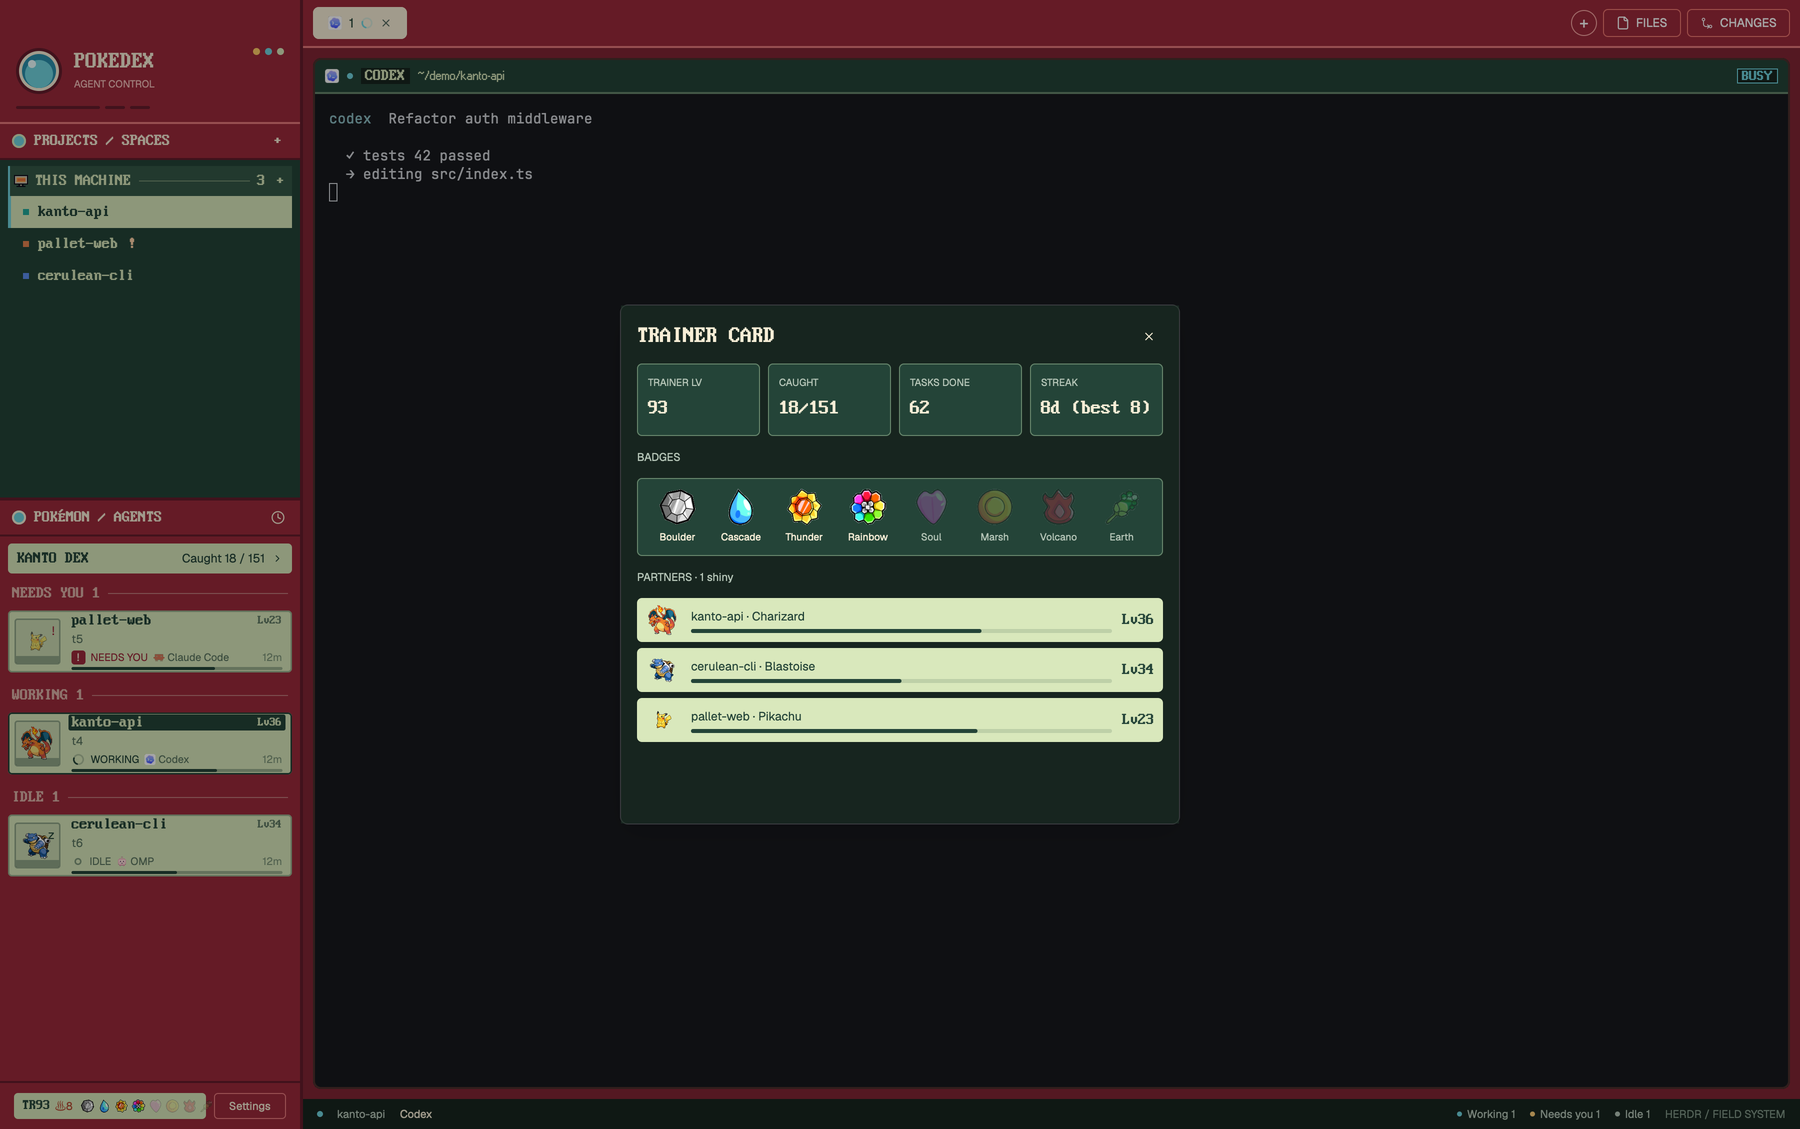 POKEDEX
AGENT CONTROL
PROJECTS / SPACES +
THIS MACHINE 3 +
kanto-api
pallet-web !
cerulean-cli
POKÉMON / AGENTS
KANTO DEX Caught 18 / 151 >
NEEDS YOU 1
pallet-web Lv23
t5
! NEEDS YOU Claude Code 12m
WORKING 1
kanto-api Lv36
t4
WORKING Codex 12m
IDLE 1
cerulean-cli Lv34
t6
IDLE OMP 12m
TR93 8
Settings
1 ×
+ FILES CHANGES
CODEX ~/demo/kanto-api BUSY
codex Refactor auth middleware
✓ tests 42 passed
→ editing src/index.ts
TRAINER CARD ×
TRAINER LV
93
CAUGHT
18/151
TASKS DONE
62
STREAK
8d (best 8)
BADGES
Boulder Cascade Thunder Rainbow Soul Marsh Volcano Earth
PARTNERS · 1 shiny
kanto-api · Charizard Lv36
cerulean-cli · Blastoise Lv34
pallet-web · Pikachu Lv23
kanto-api Codex
Working 1 Needs you 1 Idle 1 HERDR / FIELD SYSTEM